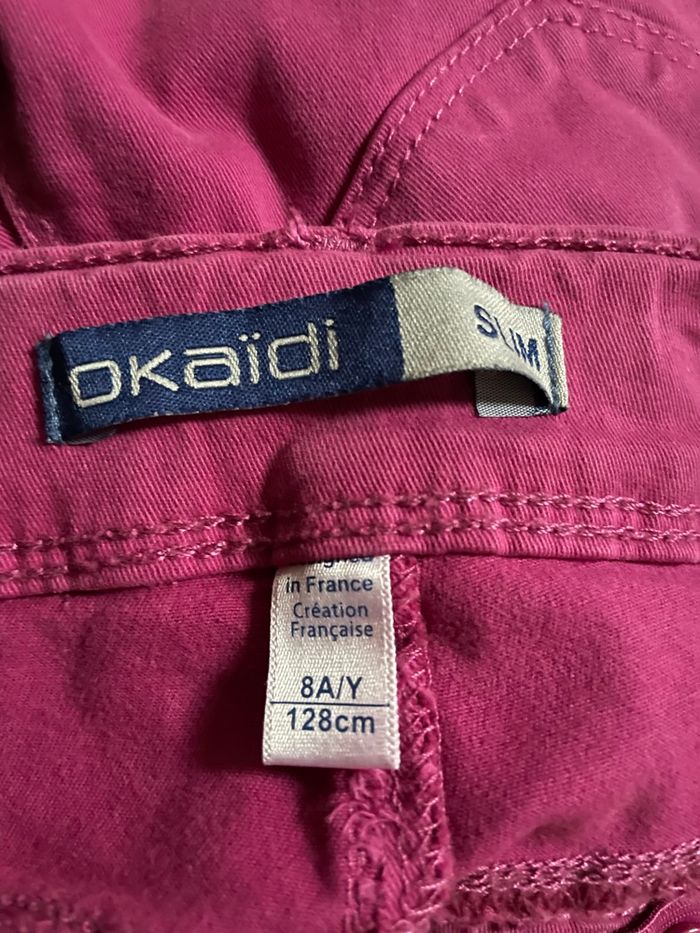 OKaïdi
SLIM
in France
Création
Française
8A/Y
128cm